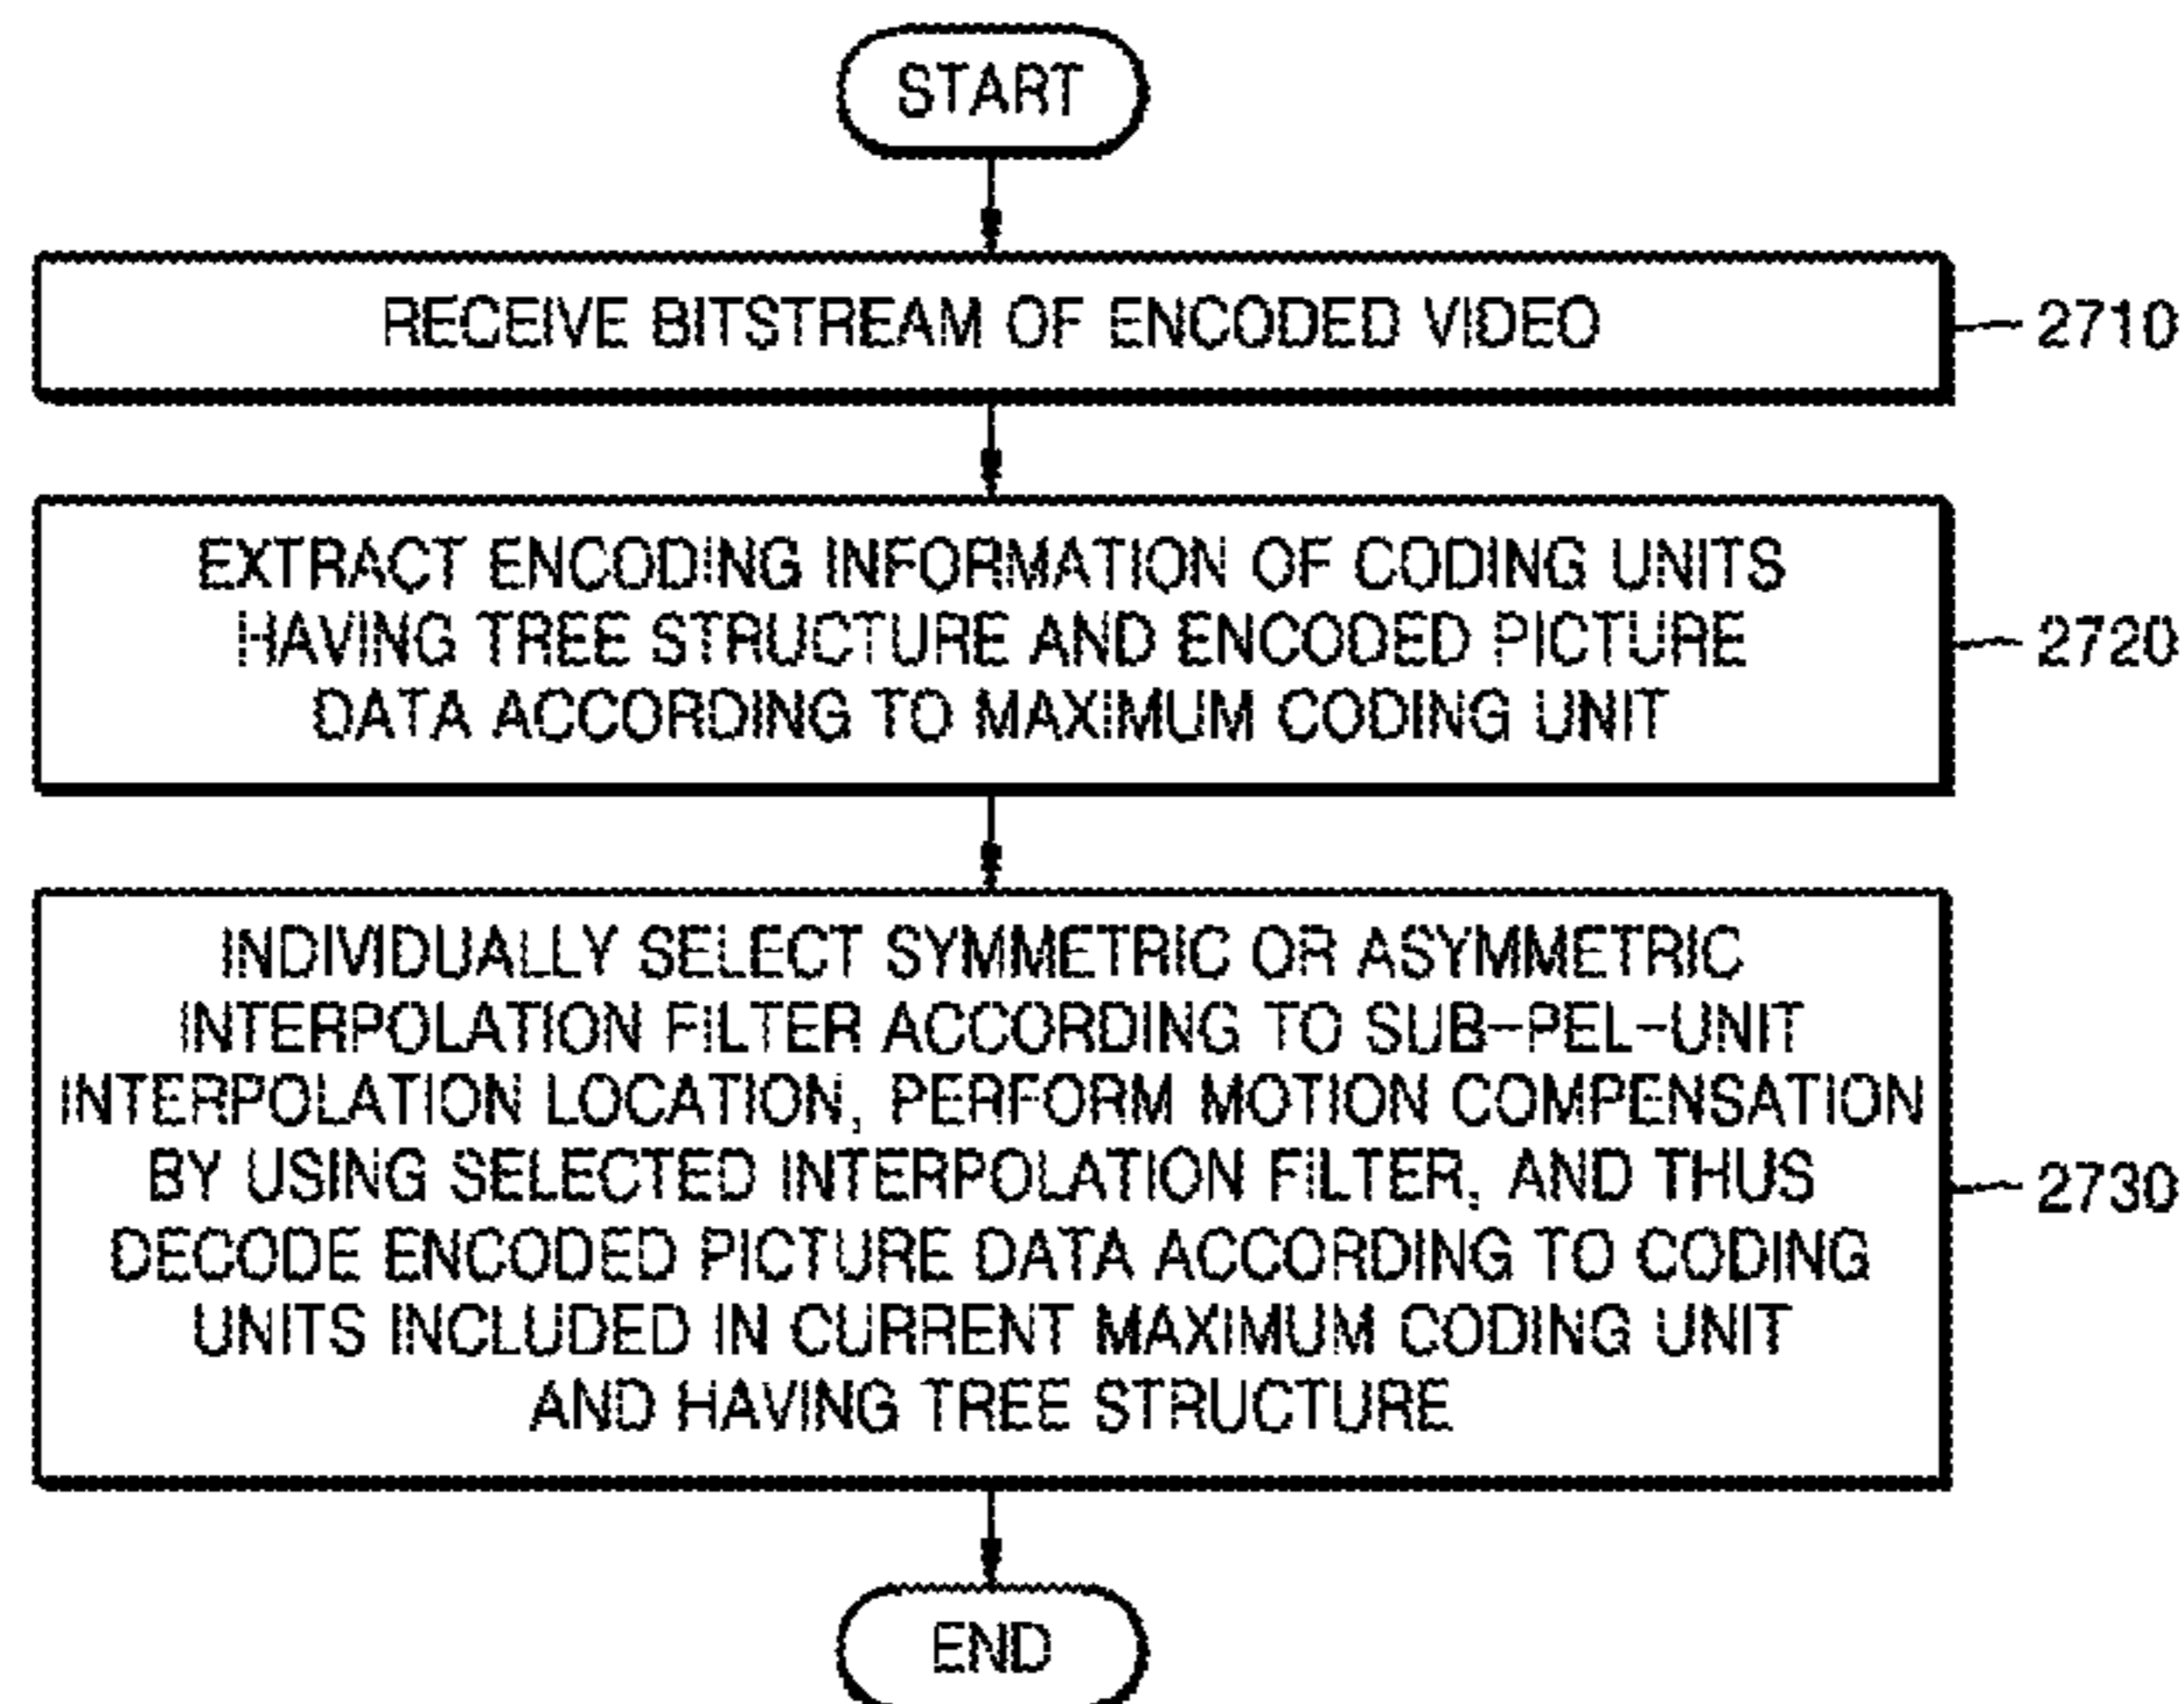 START
RECEIVE BITSTREAM OF ENCODED VIDEO
2710
EXTRACT ENCODING INFORMATION OF CODING UNITS
HAVING TREE STRUCTURE AND ENCODED PICTURE
DATA ACCORDING TO MAXIMUM CODING UNIT
2720
INDIVIDUALLY SELECT SYMMETRIC OR ASYMMETRIC
INTERPOLATION FILTER ACCORDING TO SUB-PEL-UNIT
INTERPOLATION LOCATION, PERFORM MOTION COMPENSATION
BY USING SELECTED INTERPOLATION FILTER, AND THUS
DECODE ENCODED PICTURE DATA ACCORDING TO CODING
UNITS INCLUDED IN CURRENT MAXIMUM CODING UNIT
AND HAVING TREE STRUCTURE
2730
END